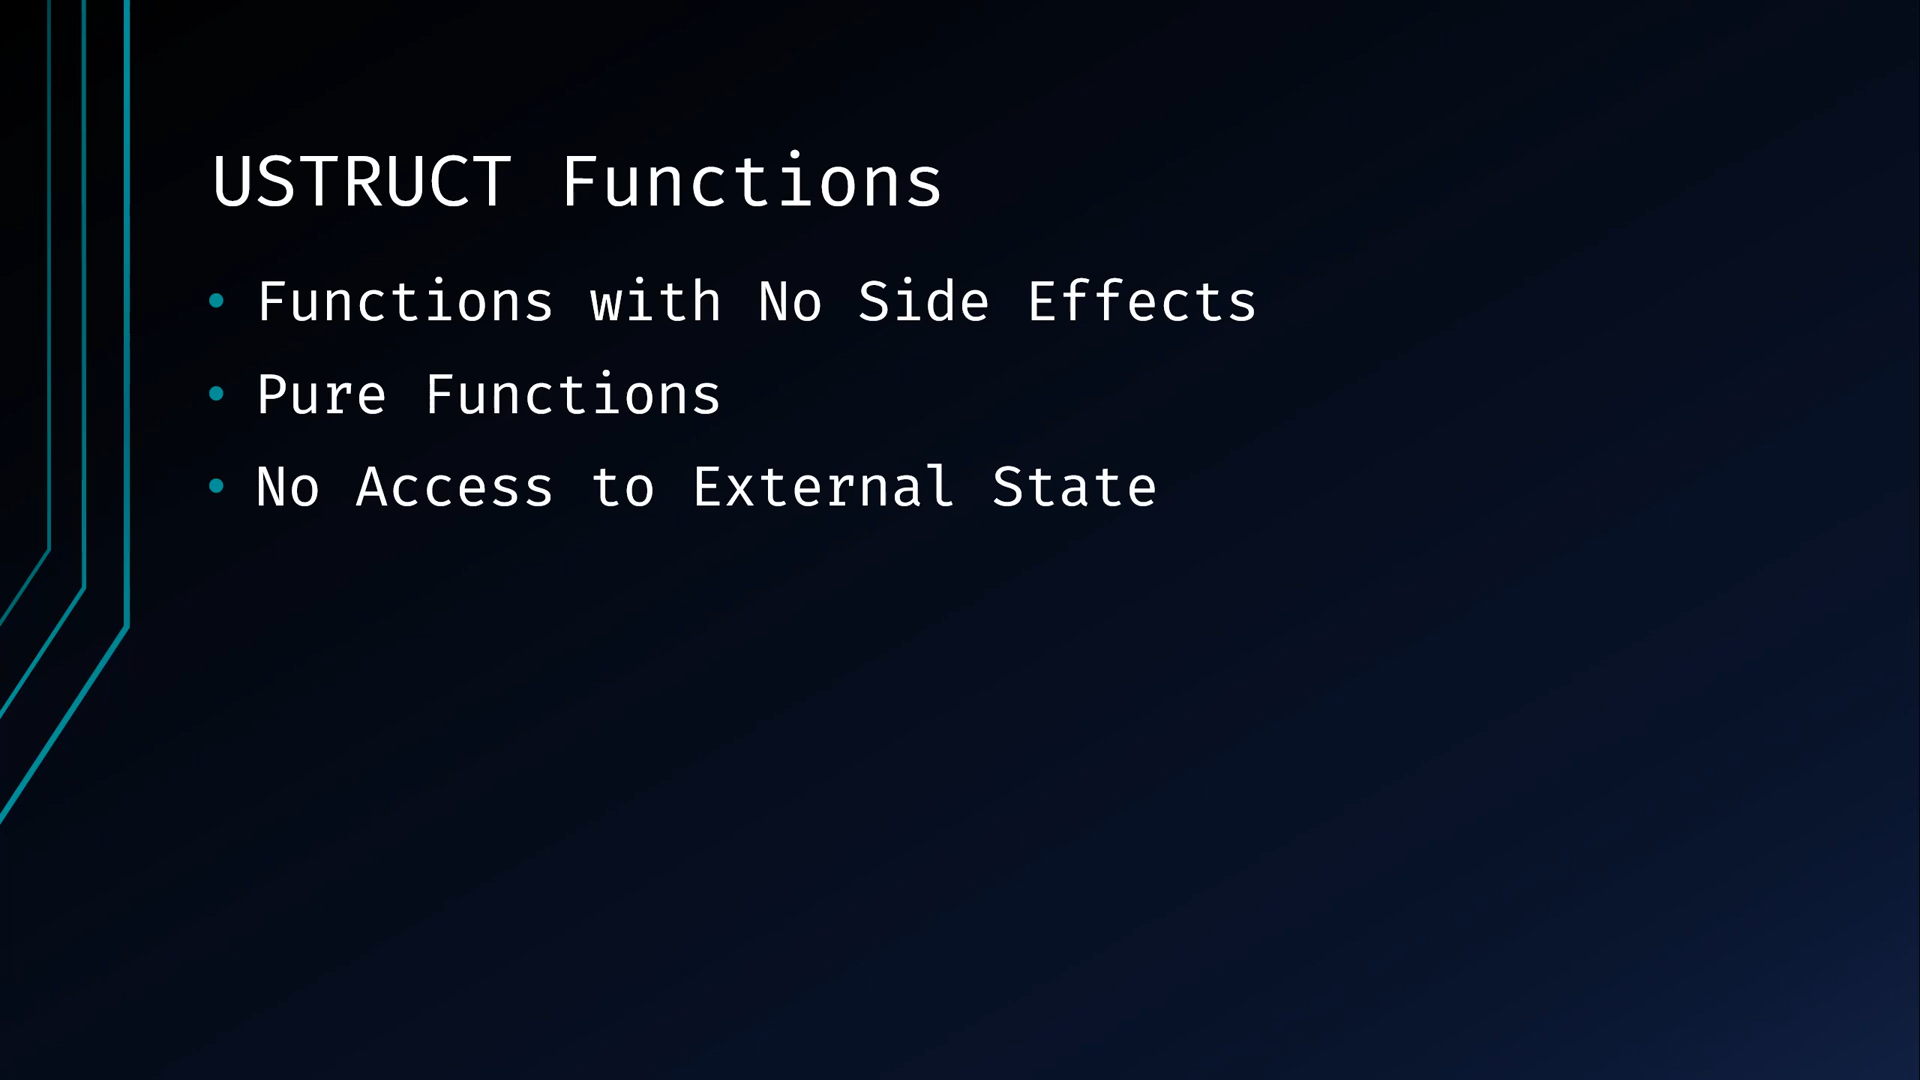 USTRUCT Functions
• Functions with No Side Effects
• Pure Functions
• No Access to External State